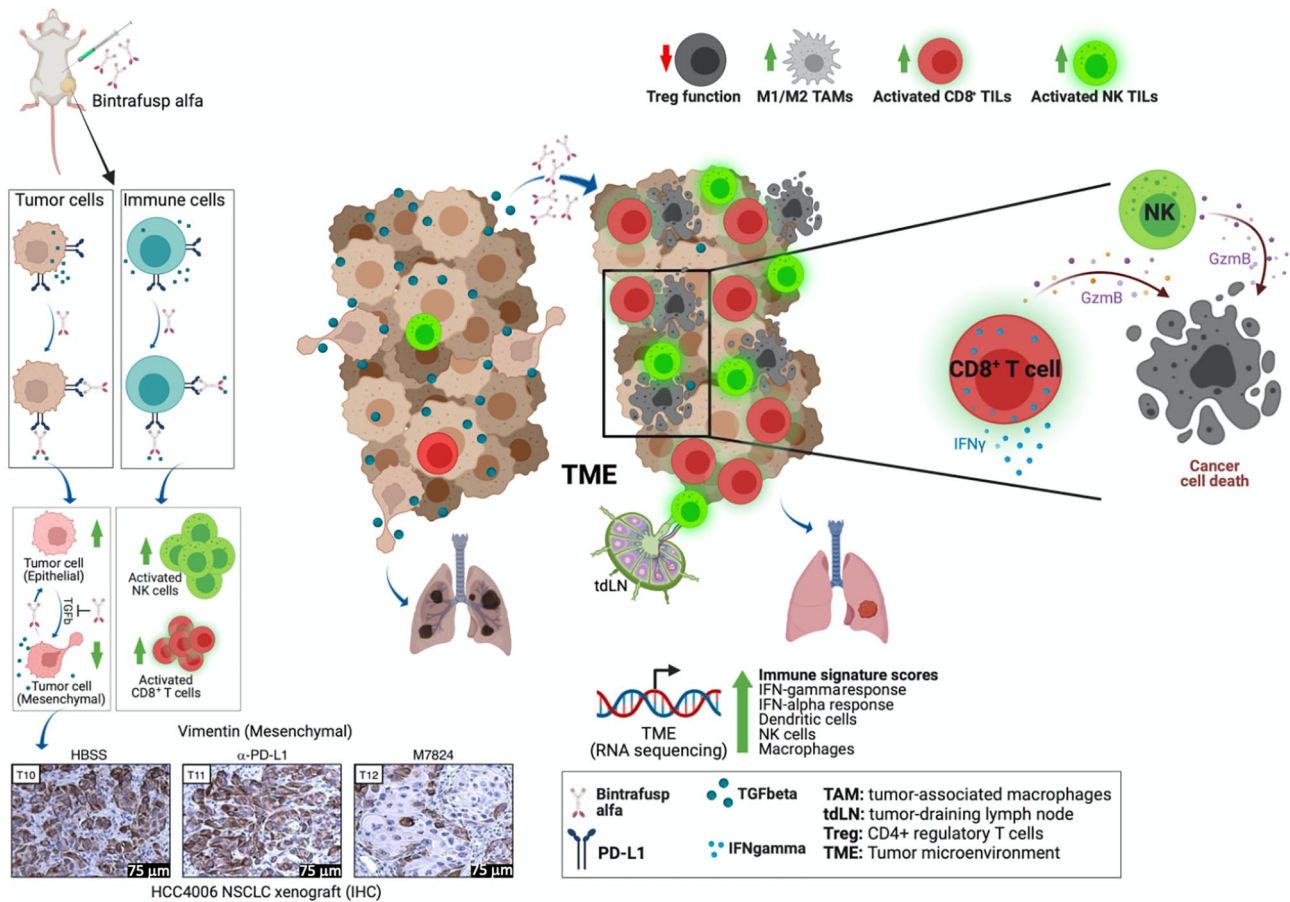 Bintrafusp alfa
Treg function
M1/M2 TAMs
Activated CD8⁺ TILs
Activated NK TILs
Tumor cells
Immune cells
NK
GzmB
GzmB
CD8⁺ T cell
IFNγ
Cancer
cell death
TME
tdLN
Tumor cell
(Epithelial)
TGFb
Tumor cell
(Mesenchymal)
Activated
NK cells
Activated
CD8⁺ T cells
TME
(RNA sequencing)
Immune signature scores
IFN-gamma response
IFN-alpha response
Dendritic cells
NK cells
Macrophages
Vimentin (Mesenchymal)
HBSS
α-PD-L1
M7824
T10
T11
T12
75 µm
75 µm
75 µm
HCC4006 NSCLC xenograft (IHC)
Bintrafusp
alfa
PD-L1
TGFbeta
IFNgamma
TAM: tumor-associated macrophages
tdLN: tumor-draining lymph node
Treg: CD4+ regulatory T cells
TME: Tumor microenvironment